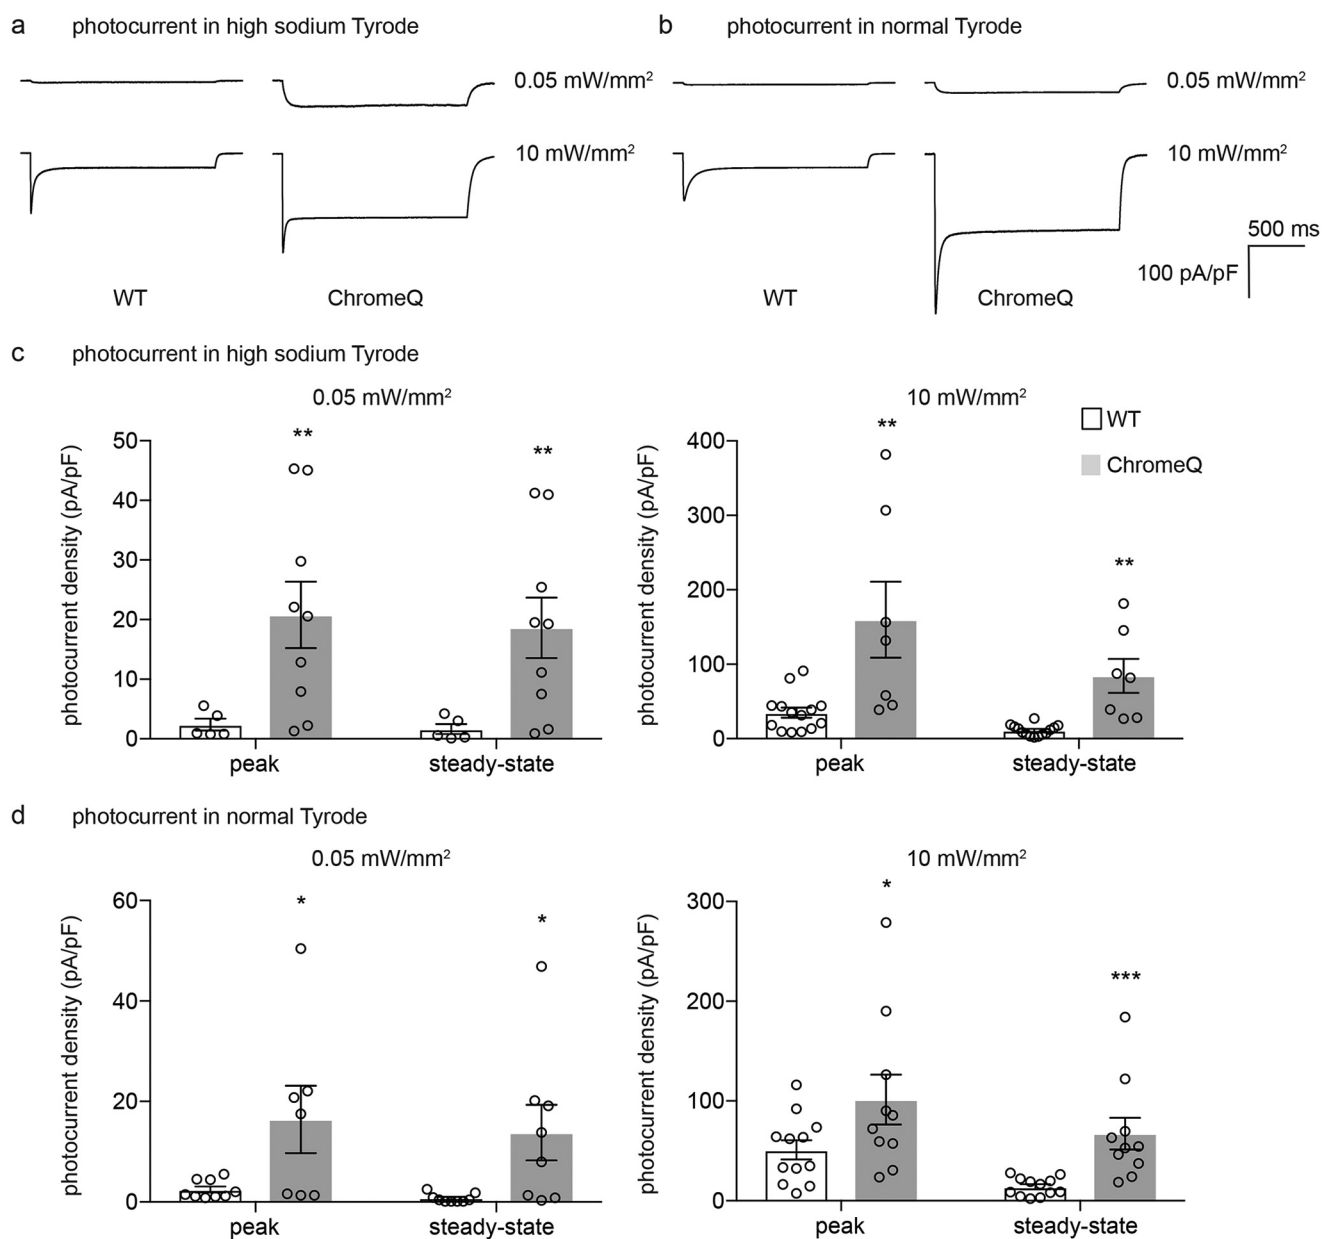 a photocurrent in high sodium Tyrode
b photocurrent in normal Tyrode
0.05 mW/mm²
0.05 mW/mm²
10 mW/mm²
10 mW/mm²
500 ms
100 pA/pF
WT
ChromeQ
WT
ChromeQ
c photocurrent in high sodium Tyrode
0.05 mW/mm²
photocurrent density (pA/pF)
50
40
30
20
10
0
**
**
peak
steady-state
10 mW/mm²
WT
ChromeQ
photocurrent density (pA/pF)
400
300
200
100
0
**
**
peak
steady-state
d photocurrent in normal Tyrode
0.05 mW/mm²
photocurrent density (pA/pF)
60
40
20
0
*
*
peak
steady-state
10 mW/mm²
photocurrent density (pA/pF)
300
200
100
0
*
***
peak
steady-state